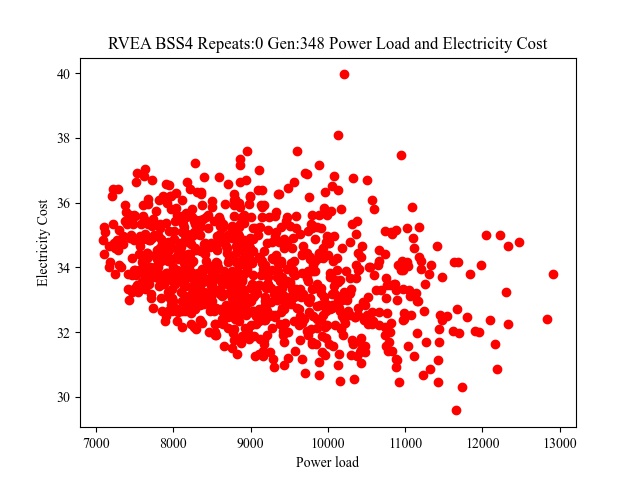 RVEA BSS4 Repeats:0 Gen:348 Power Load and Electricity Cost
40
38
36
34
32
30
Electricity Cost
7000 8000 9000 10000 11000 12000 13000
Power load